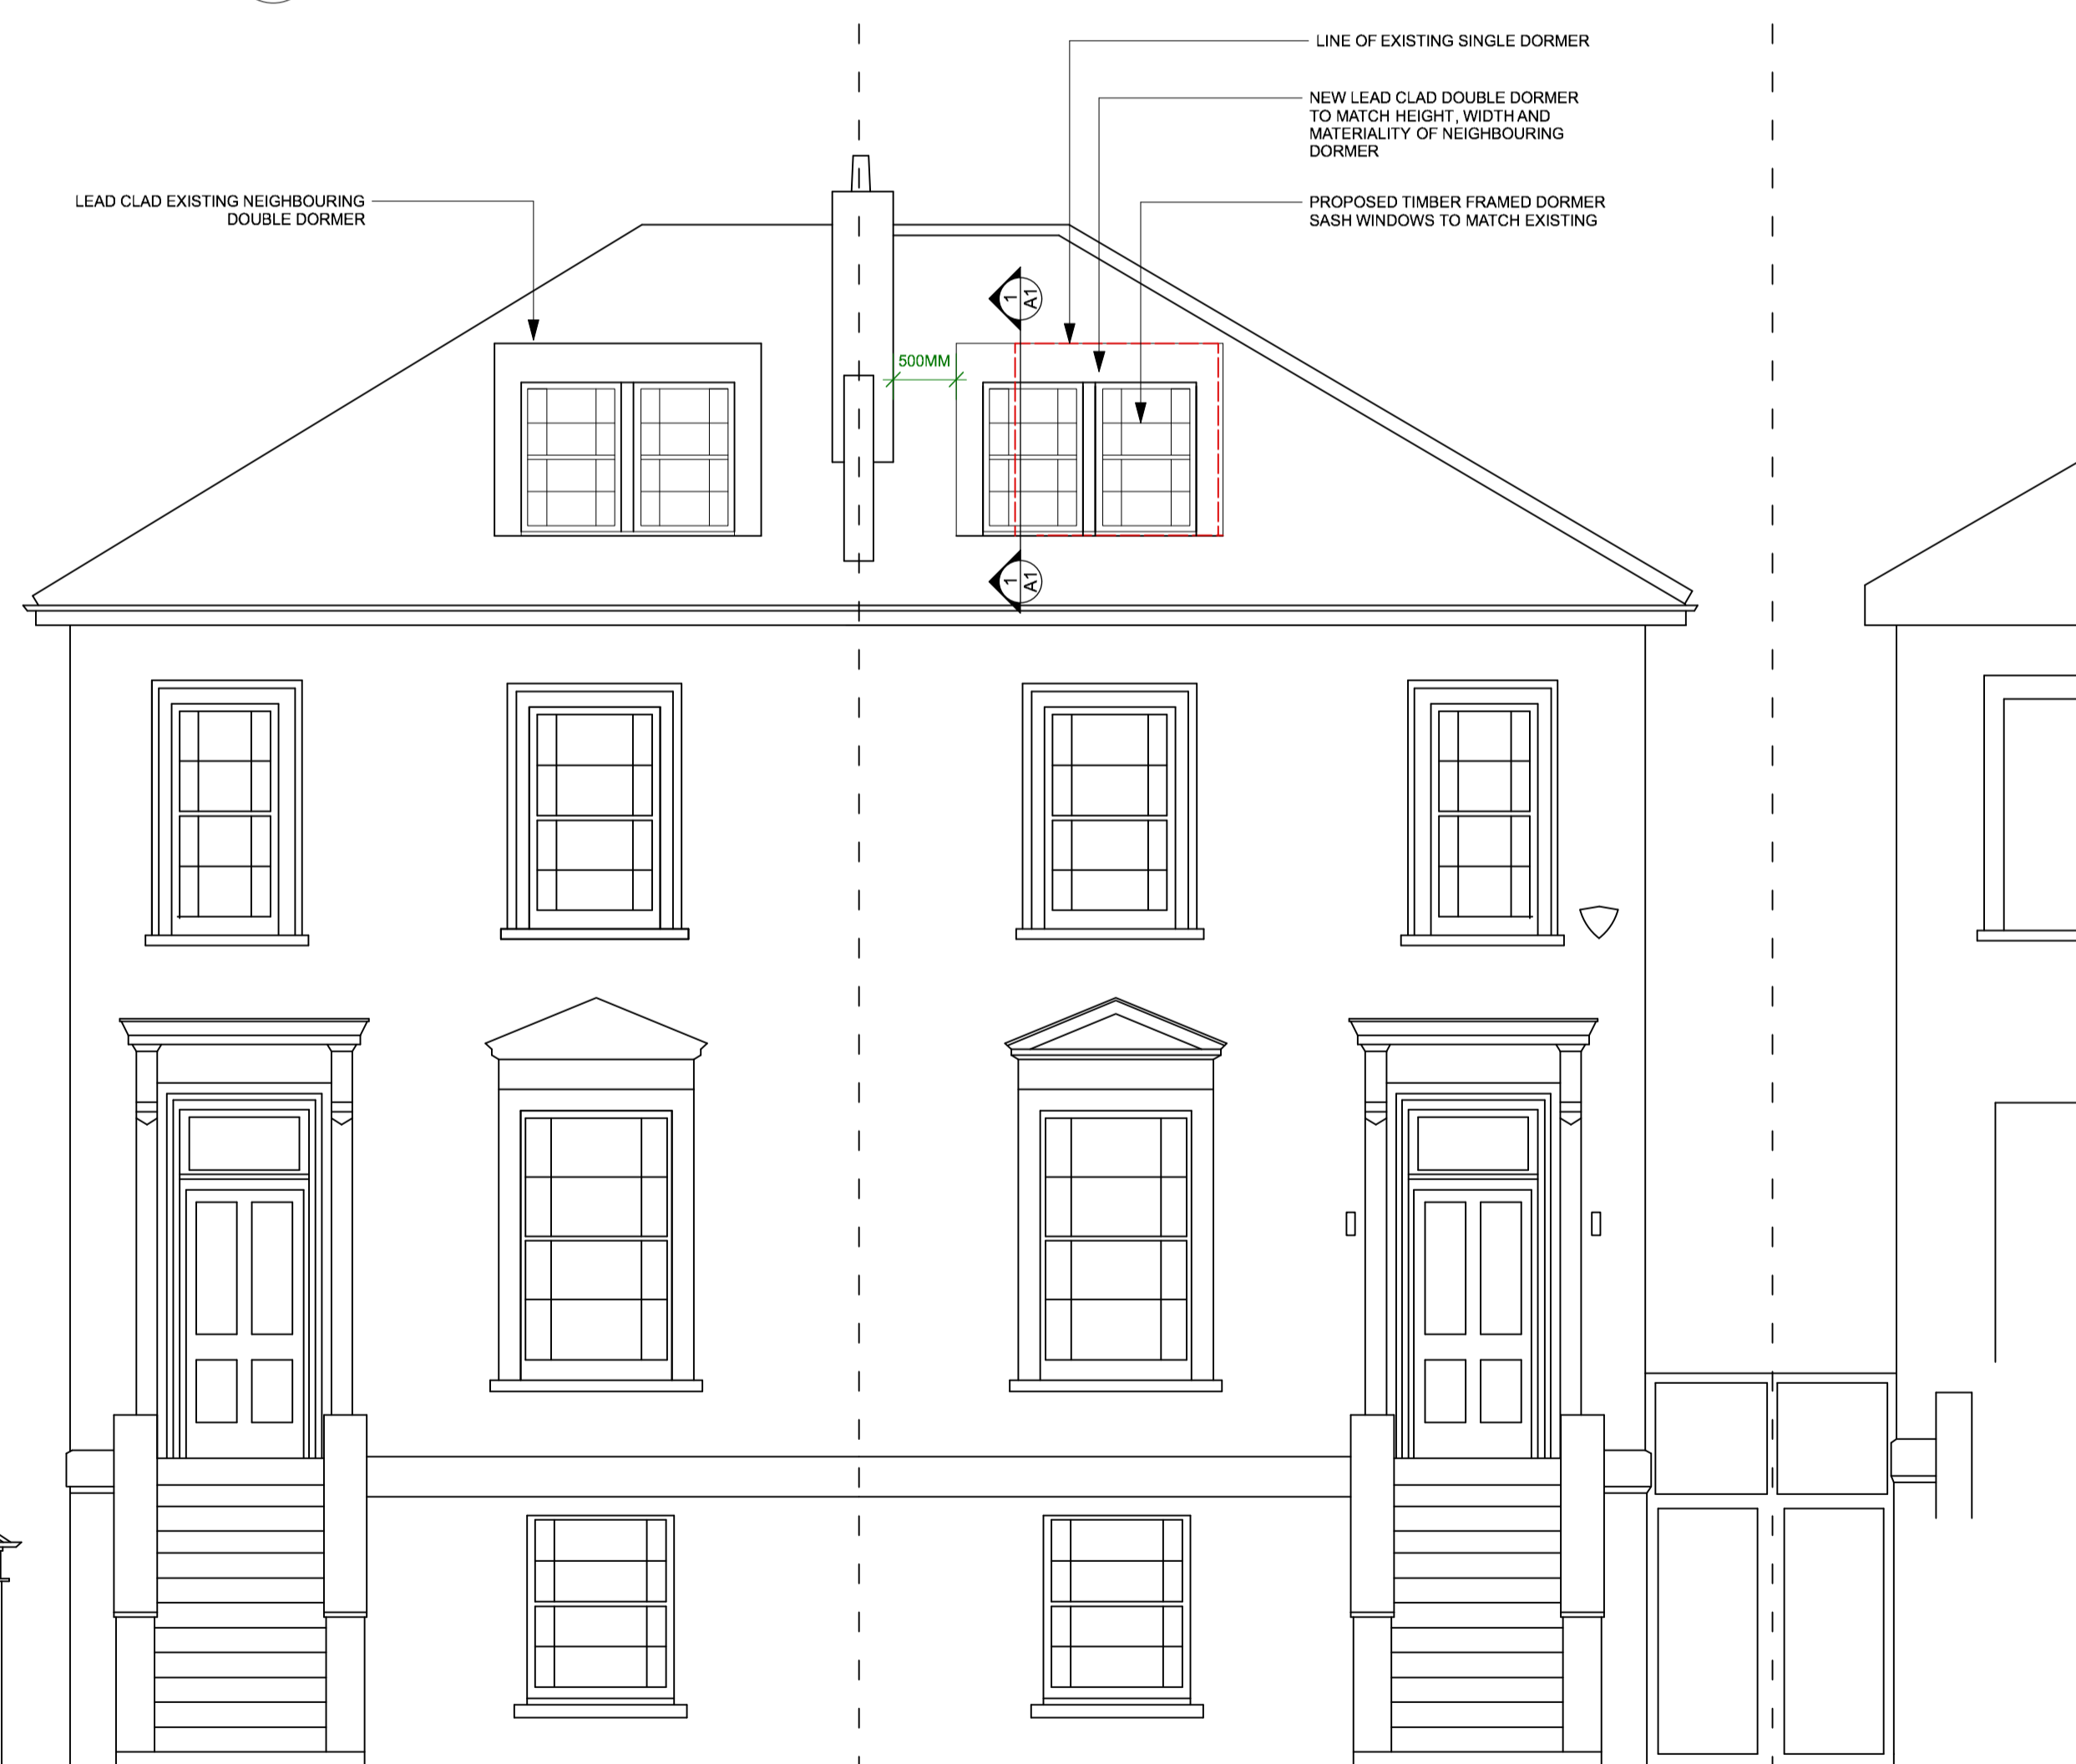 LINE OF EXISTING SINGLE DORMER
NEW LEAD CLAD DOUBLE DORMER
TO MATCH HEIGHT, WIDTH AND
MATERIALITY OF NEIGHBOURING
DORMER
LEAD CLAD EXISTING NEIGHBOURING
DOUBLE DORMER
PROPOSED TIMBER FRAMED DORMER
SASH WINDOWS TO MATCH EXISTING
1
A1
500MM
1
A1